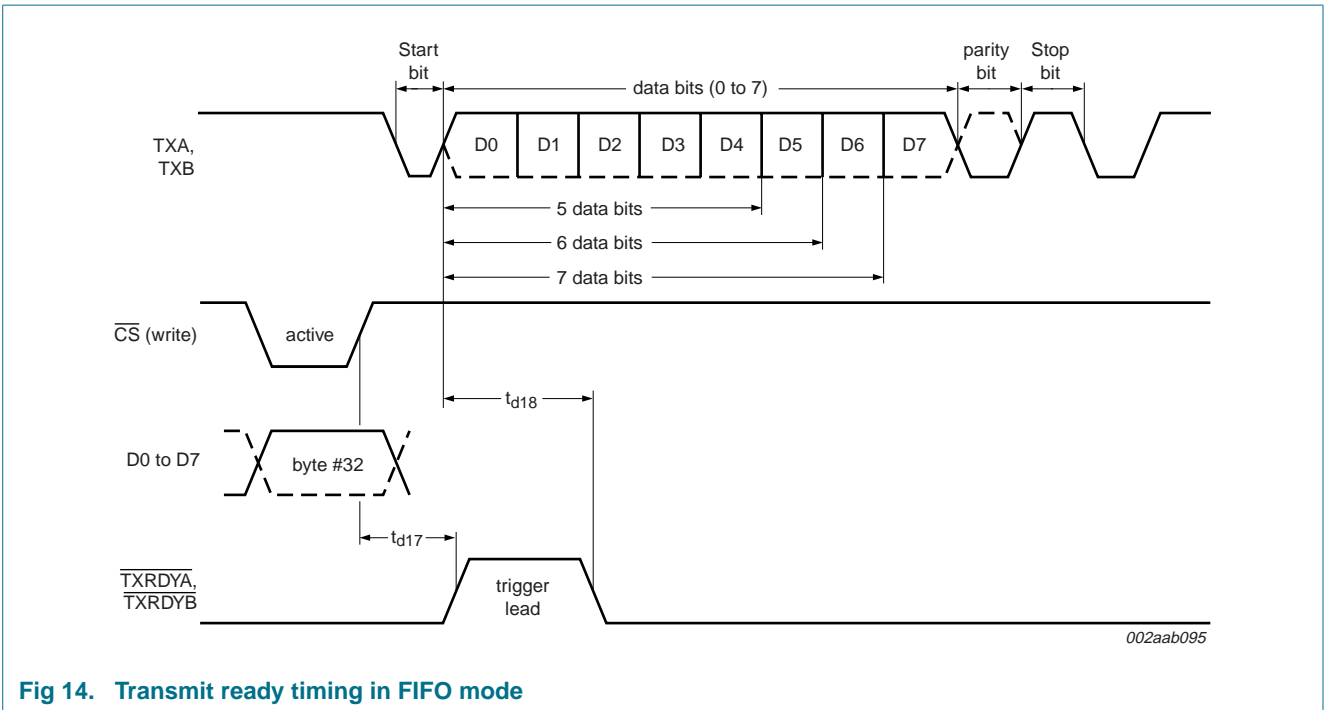 Start
bit
data bits (0 to 7)
parity
bit
Stop
bit
TXA,
TXB
D0 D1 D2 D3 D4 D5 D6 D7
5 data bits
6 data bits
7 data bits
CS (write)
active
td18
D0 to D7
byte #32
td17
TXRDYA,
TXRDYB
trigger
lead
002aab095
Fig 14. Transmit ready timing in FIFO mode